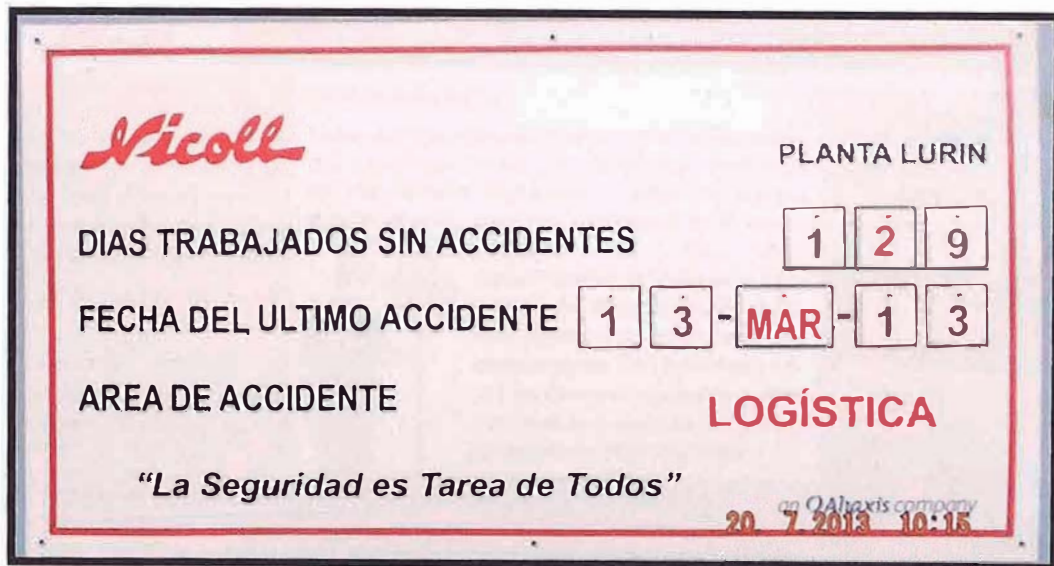 Nicoll
PLANTA LURIN
DIAS TRABAJADOS SIN ACCIDENTES 1 2 9
FECHA DEL ULTIMO ACCIDENTE 1 3 - MAR - 1 3
AREA DE ACCIDENTE LOGÍSTICA
“La Seguridad es Tarea de Todos”
an Aliaxis company
20. 7.2013 10:15